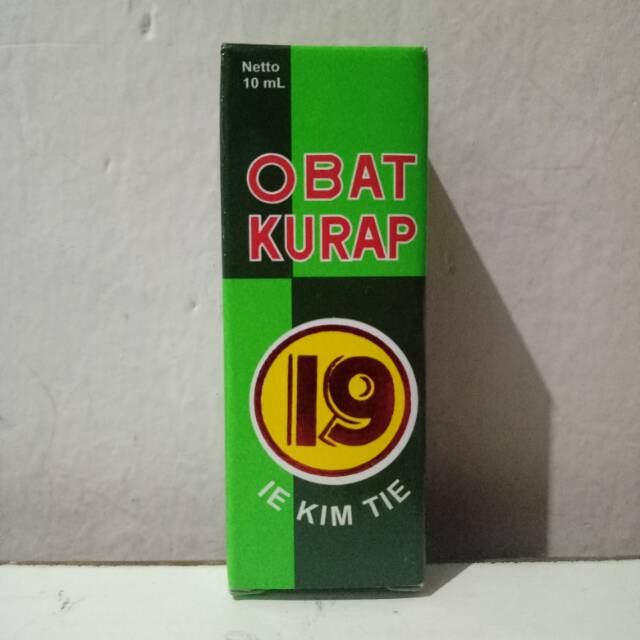 Netto
10 mL
OBAT
KURAP
19
IE KIM TIE